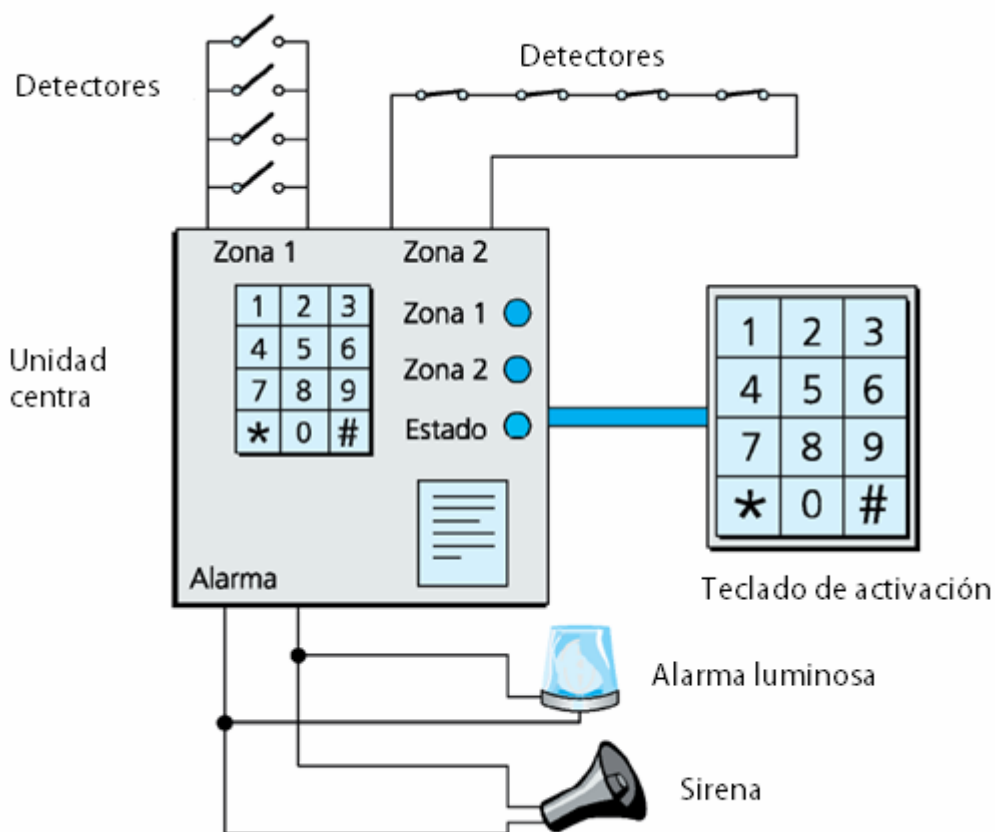 Detectores
Detectores
Zona 1 Zona 2
1 2 3
4 5 6
7 8 9
* 0 #
Zona 1
Zona 2
Estado
Unidad
centra
Alarma
1 2 3
4 5 6
7 8 9
* 0 #
Teclado de activación
Alarma luminosa
Sirena